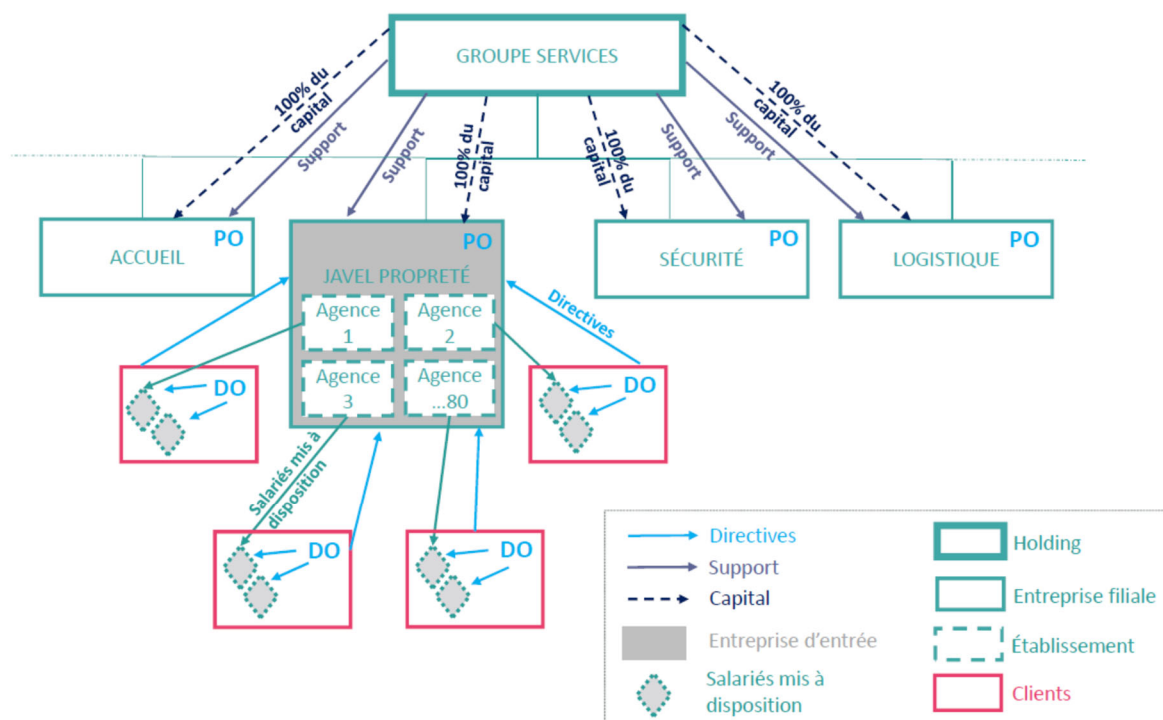 GROUPE SERVICES
100% du
capital
Support
Support
100% du
capital
100% du
capital
Support
Support
100% du
capital
PO
ACCUEIL
PO
JAVEL PROPRETÉ
PO
SÉCURITÉ
PO
LOGISTIQUE
Agence
1
Agence
2
Agence
3
Agence
...80
Directives
DO
DO
Salariés mis à
disposition
DO
DO
Directives
Support
Capital
Entreprise d'entrée
Salariés mis à
disposition
Holding
Entreprise filiale
Établissement
Clients